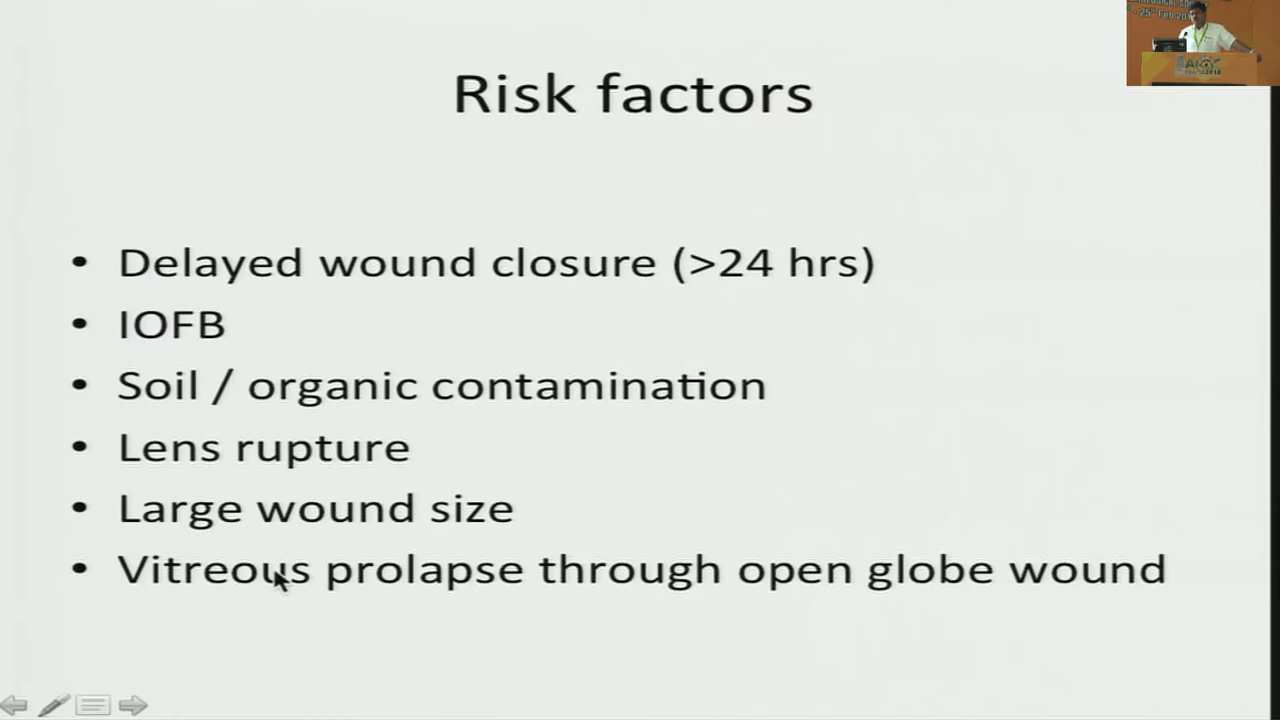 Risk factors
• Delayed wound closure (>24 hrs)
• IOFB
• Soil / organic contamination
• Lens rupture
• Large wound size
• Vitreous prolapse through open globe wound